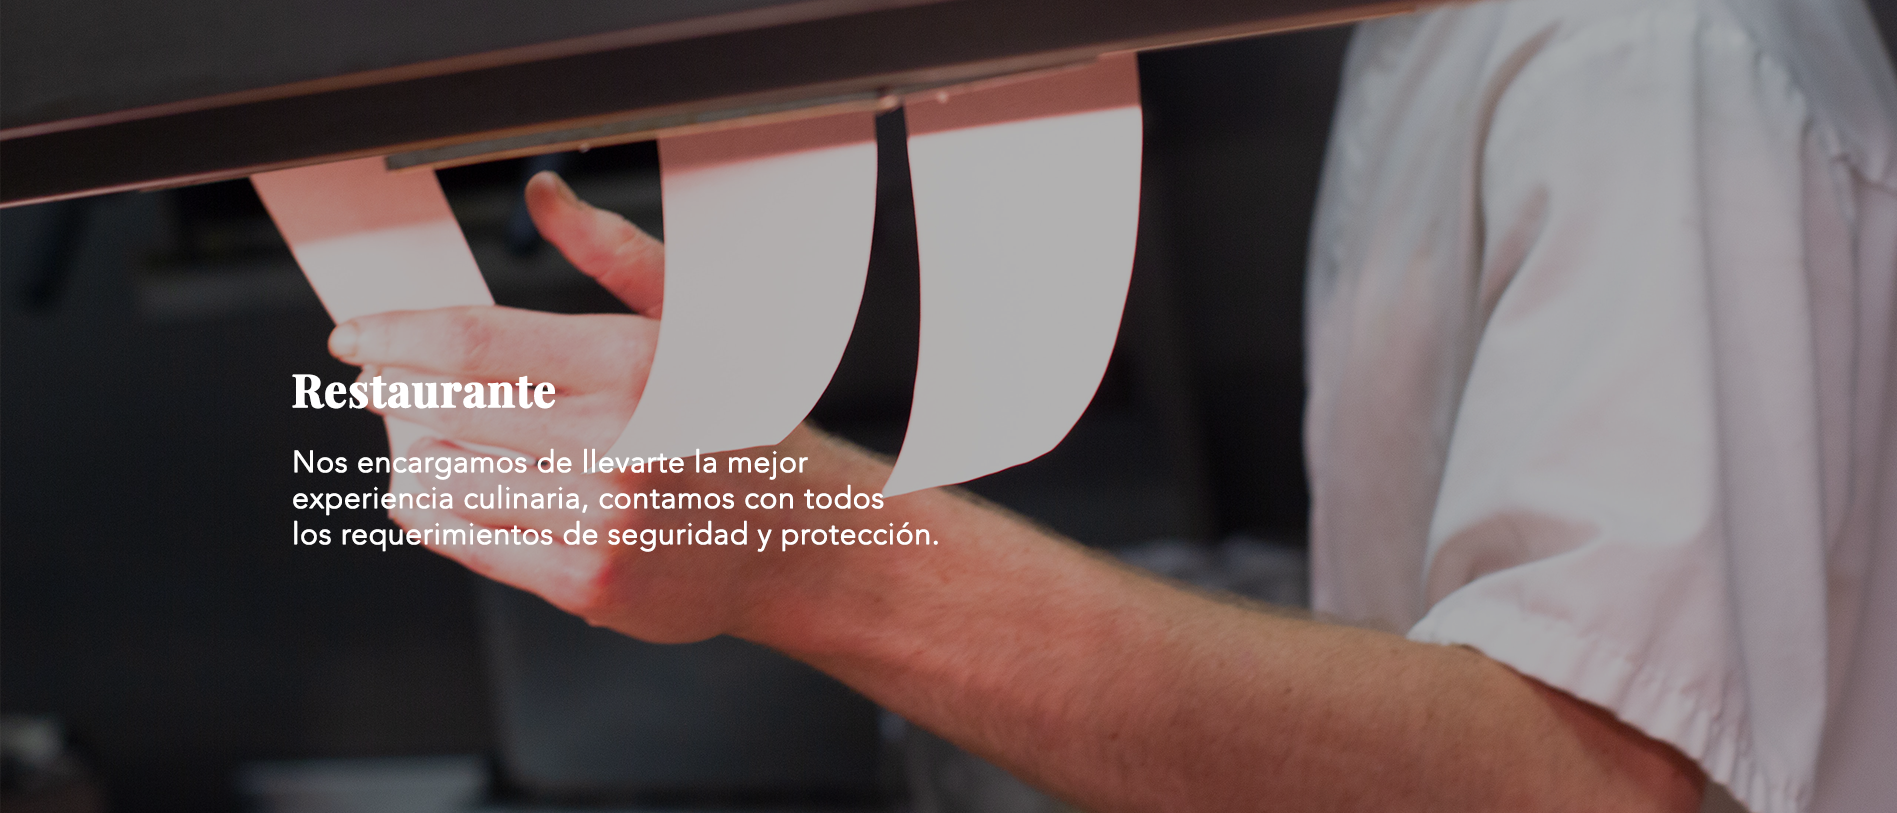 Restaurante
Nos encargamos de llevarte la mejor
experiencia culinaria, contamos con todos
los requerimientos de seguridad y protección.